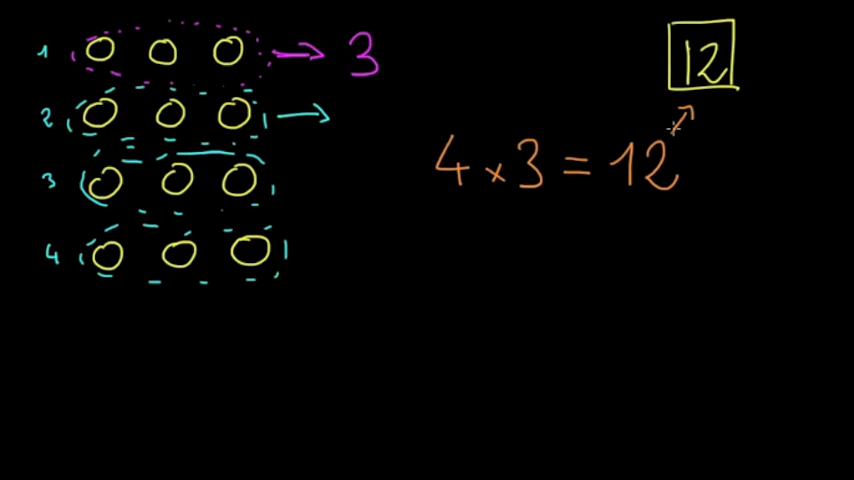 1 → 3
12
2 →
4 × 3 = 12
3
4